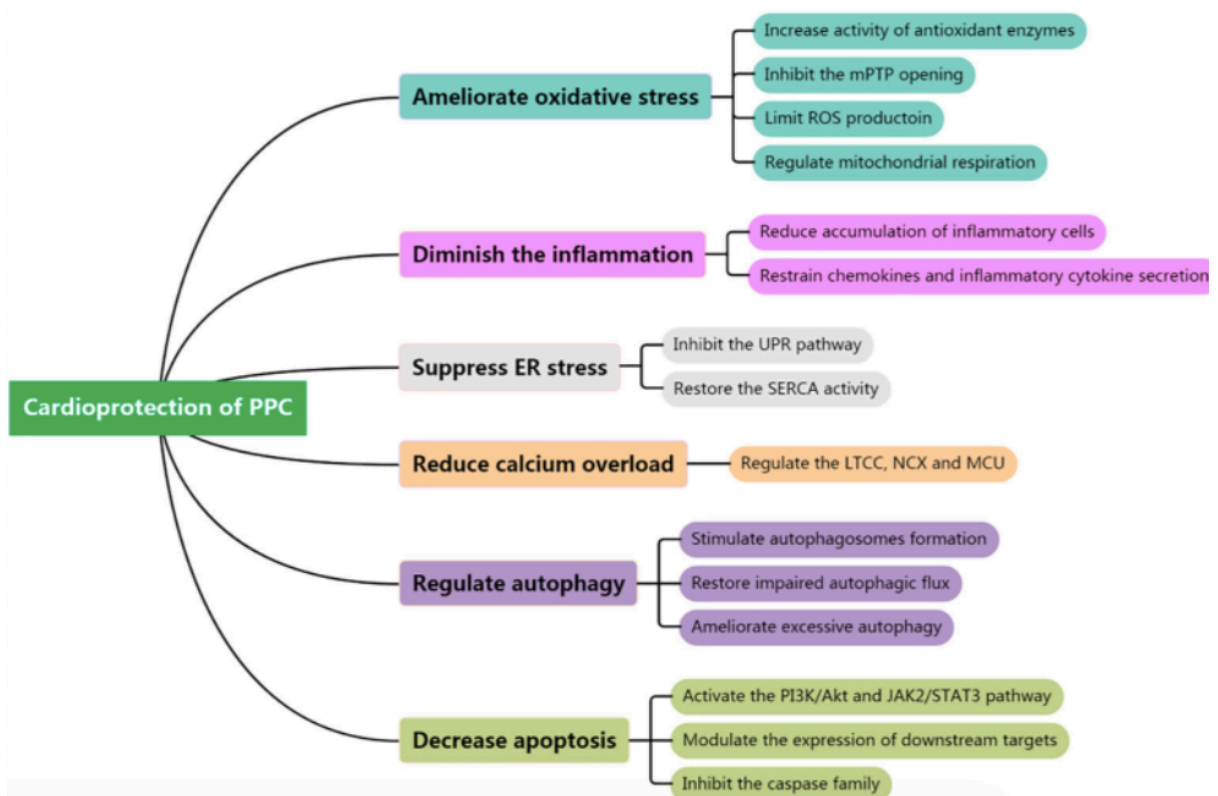 Cardioprotection of PPC
Ameliorate oxidative stress
Increase activity of antioxidant enzymes
Inhibit the mPTP opening
Limit ROS productoin
Regulate mitochondrial respiration
Diminish the inflammation
Reduce accumulation of inflammatory cells
Restrain chemokines and inflammatory cytokine secretion
Suppress ER stress
Inhibit the UPR pathway
Restore the SERCA activity
Reduce calcium overload
Regulate the LTCC, NCX and MCU
Regulate autophagy
Stimulate autophagosomes formation
Restore impaired autophagic flux
Ameliorate excessive autophagy
Decrease apoptosis
Activate the PI3K/Akt and JAK2/STAT3 pathway
Modulate the expression of downstream targets
Inhibit the caspase family